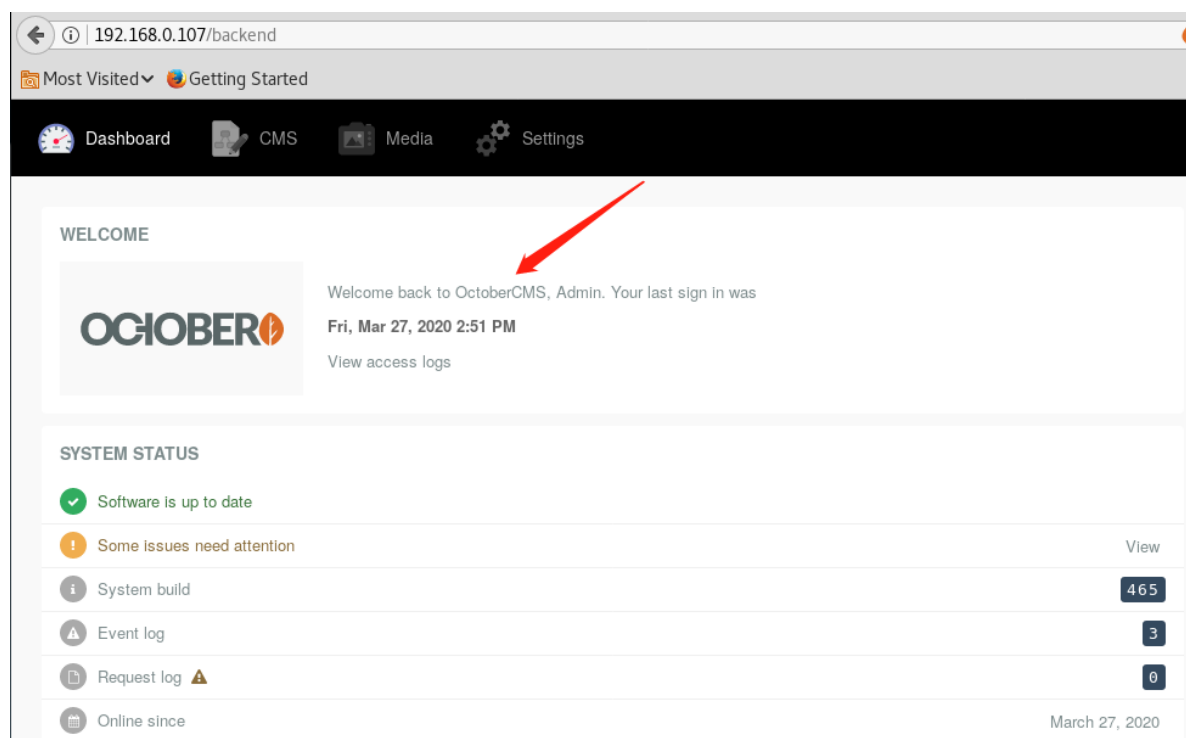 192.168.0.107/backend
Most Visited Getting Started
Dashboard CMS Media Settings
WELCOME
OCTOBER
Welcome back to OctoberCMS, Admin. Your last sign in was
Fri, Mar 27, 2020 2:51 PM
View access logs
SYSTEM STATUS
Software is up to date
Some issues need attention View
System build 465
Event log 3
Request log 0
Online since March 27, 2020